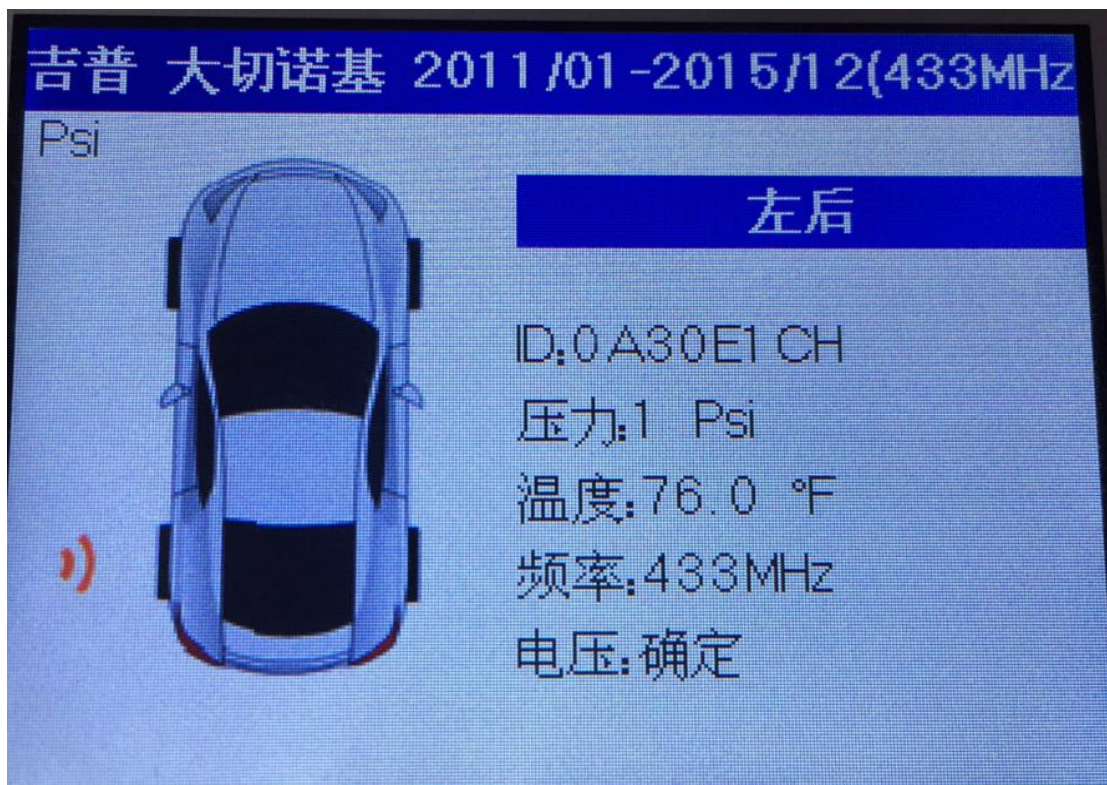 吉普 大切诺基 2011/01-2015/12(433MHz
Psi
左后
ID:0A30E1CH
压力:1 Psi
温度:76.0 °F
频率:433MHz
电压:确定